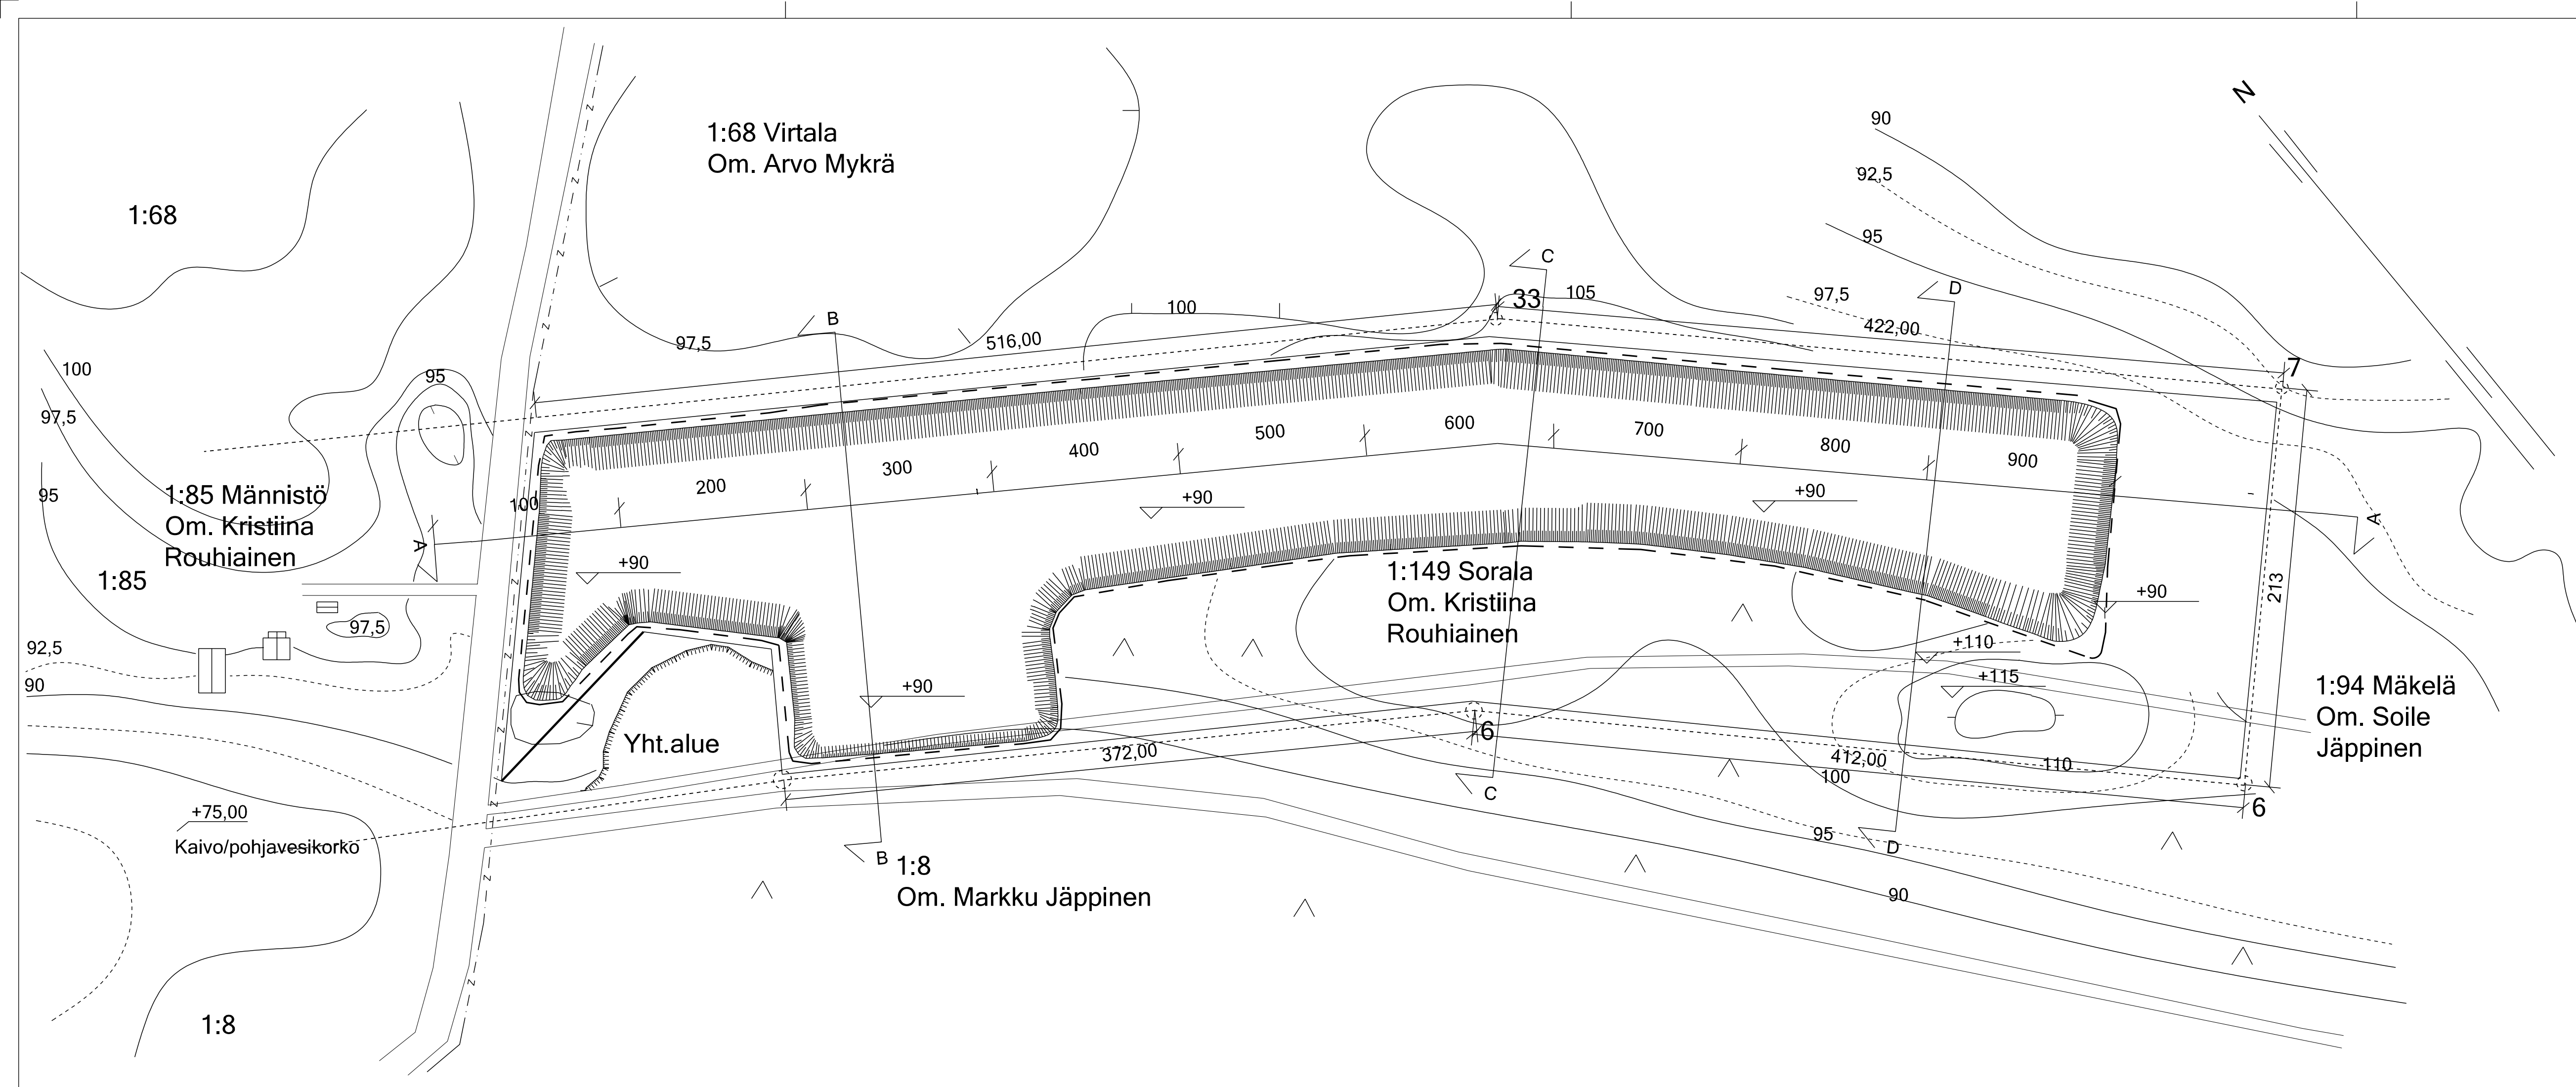 N
90
1:68 Virtala
Om. Arvo Mykrä
92,5
1:68
95
C
D
97,5
105
33
100
422,00
B
516,00
97,5
7
100
95
97,5
600
700
500
800
400
900
300
200
1:85 Männistö
Om. Kristiina
Rouhiainen
95
100
+90
+90
A
A
+90
1:149 Sorala
Om. Kristiina
Rouhiainen
1:85
213
+90
97,5
+110
92,5
+115
90
+90
1:94 Mäkelä
Om. Soile
Jäppinen
Yht.alue
6
372,00
412,00
110
100
C
6
+75,00
95
Kaivo/pohjavesikorko
D
B
1:8
Om. Markku Jäppinen
90
1:8
z
z
z
z
z
z
z
z
z